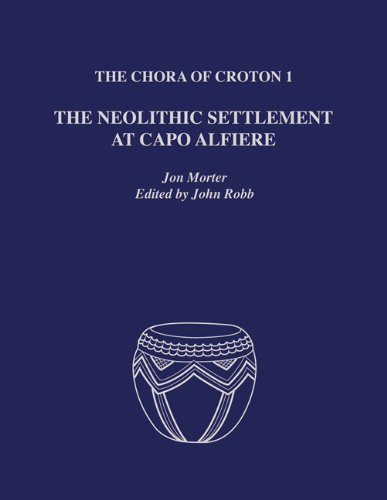 THE CHORA OF CROTON 1
THE NEOLITHIC SETTLEMENT
AT CAPO ALFIERE
Jon Morter
Edited by John Robb